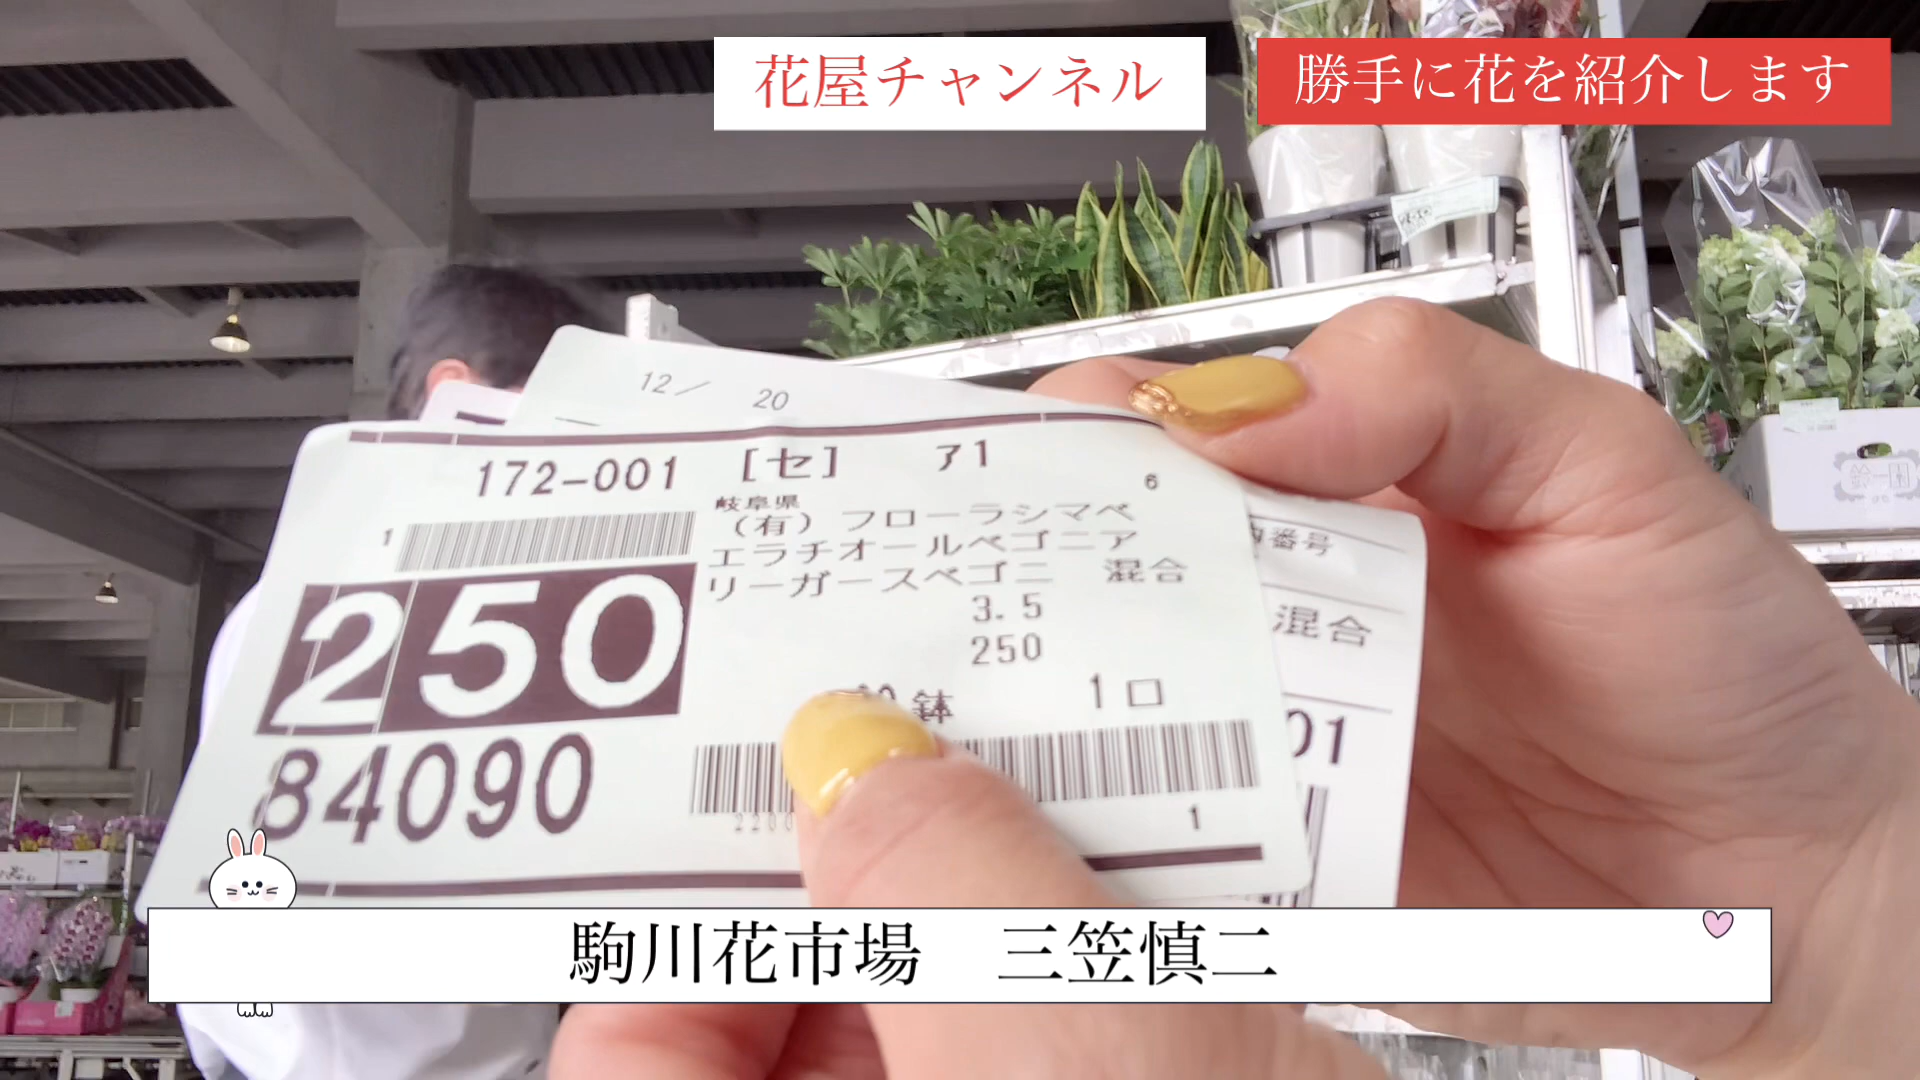 花屋チャンネル
勝手に花を紹介します
12/ 20
172-001 [セ] ア1
6
岐阜県
1
(有) フローラシマベ
エラチオールベゴニア
リーガースベゴニ 混合
3.5
250
250
鉢 1口
84090
2200
1
番号
混合
01
駒川花市場 三笠慎二